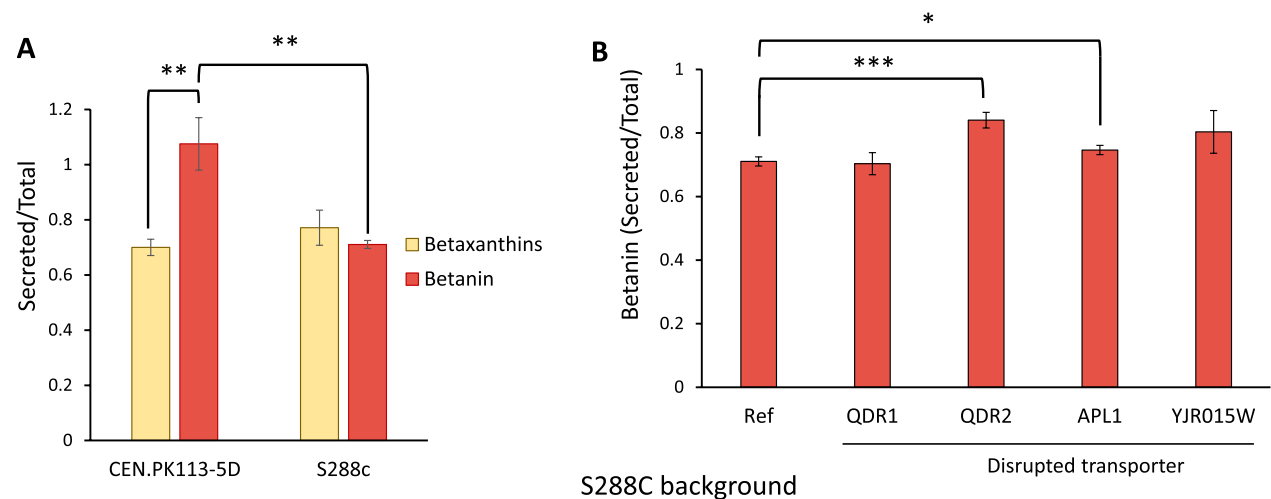 A
**
**
Secreted/Total
1.2
1
0.8
0.6
0.4
0.2
0
CEN.PK113-5D
S288c
Betaxanthins
Betanin
B
*
***
Betanin (Secreted/Total)
1
0.8
0.6
0.4
0.2
0
Ref
QDR1
QDR2
APL1
YJR015W
Disrupted transporter
S288C background